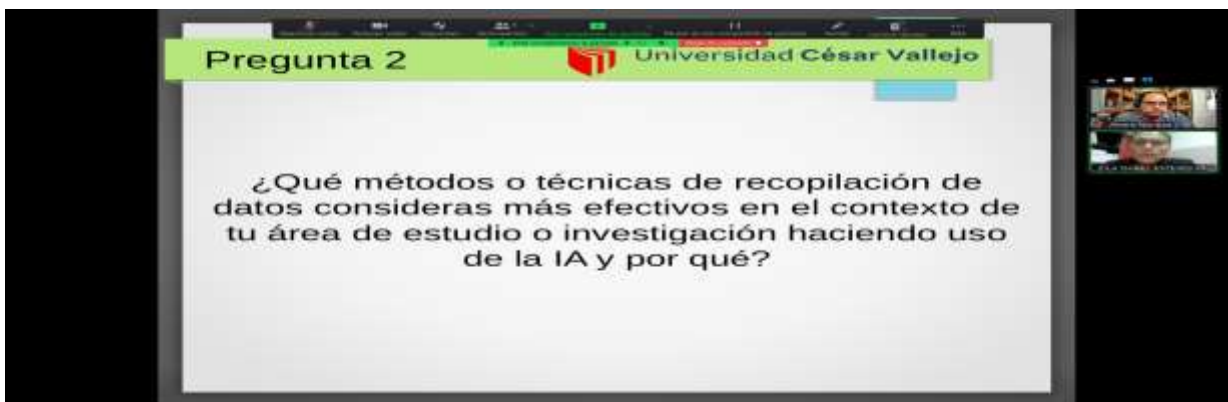 Pregunta 2
Universidad César Vallejo
¿Qué métodos o técnicas de recopilación de
datos consideras más efectivos en el contexto de
tu área de estudio o investigación haciendo uso
de la IA y por qué?